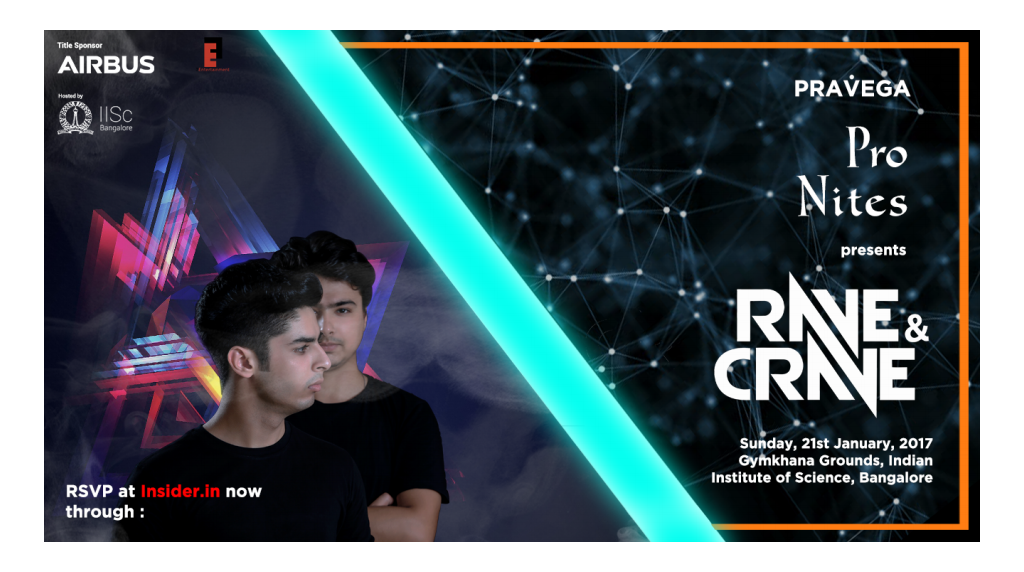 Title Sponsor
AIRBUS
Hosted by
IISc
Bangalore
RSVP at Insider.in now
through :
PRAVEGA
Pro
Nites
presents
RAVE &
CRAVE
Sunday, 21st January, 2017
Gymkhana Grounds, Indian
Institute of Science, Bangalore